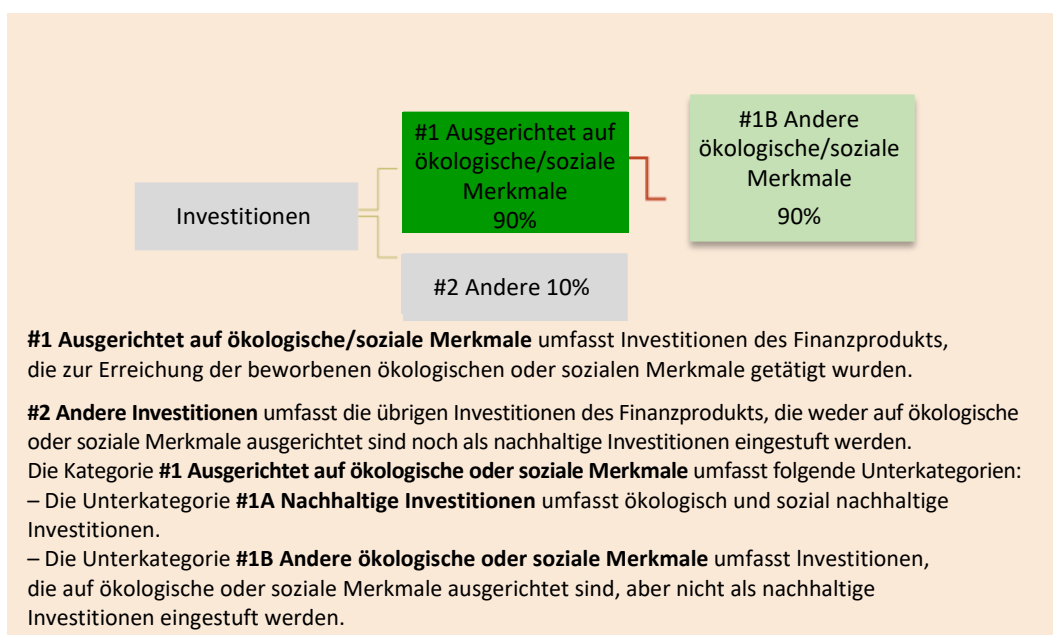 #1 Ausgerichtet auf
ökologische/soziale
Merkmale
90%
#1B Andere
ökologische/soziale
Merkmale
90%
Investitionen
#2 Andere 10%
#1 Ausgerichtet auf ökologische/soziale Merkmale umfasst Investitionen des Finanzprodukts,
die zur Erreichung der beworbenen ökologischen oder sozialen Merkmale getätigt wurden.
#2 Andere Investitionen umfasst die übrigen Investitionen des Finanzprodukts, die weder auf ökologische
oder soziale Merkmale ausgerichtet sind noch als nachhaltige Investitionen eingestuft werden.
Die Kategorie #1 Ausgerichtet auf ökologische oder soziale Merkmale umfasst folgende Unterkategorien:
– Die Unterkategorie #1A Nachhaltige Investitionen umfasst ökologisch und sozial nachhaltige
Investitionen.
– Die Unterkategorie #1B Andere ökologische oder soziale Merkmale umfasst Investitionen,
die auf ökologische oder soziale Merkmale ausgerichtet sind, aber nicht als nachhaltige
Investitionen eingestuft werden.